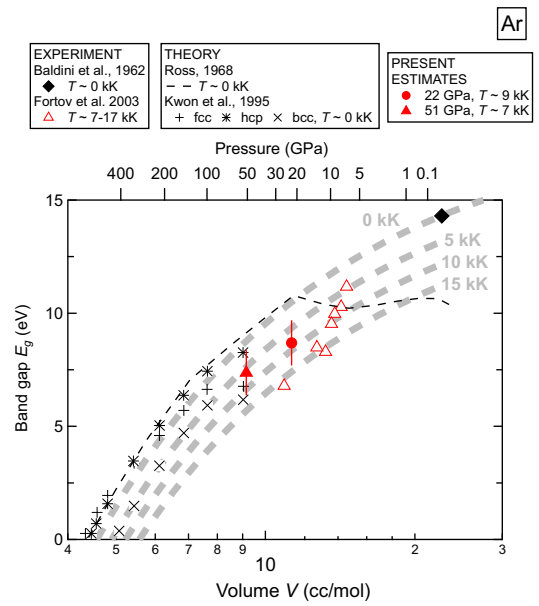 Ar
EXPERIMENT
Baldini et al., 1962
T ~ 0 kK
Fortov et al. 2003
T ~ 7-17 kK
THEORY
Ross, 1968
T ~ 0 kK
Kwon et al., 1995
fcc hcp bcc, T ~ 0 kK
PRESENT
ESTIMATES
22 GPa, T ~ 9 kK
51 GPa, T ~ 7 kK
Pressure (GPa)
400 200 100 50 30 20 10 5 1 0.1
15
10
5
0
Band gap Eg (eV)
0 kK
5 kK
10 kK
15 kK
4 5 6 7 8 9 10 2 3
Volume V (cc/mol)